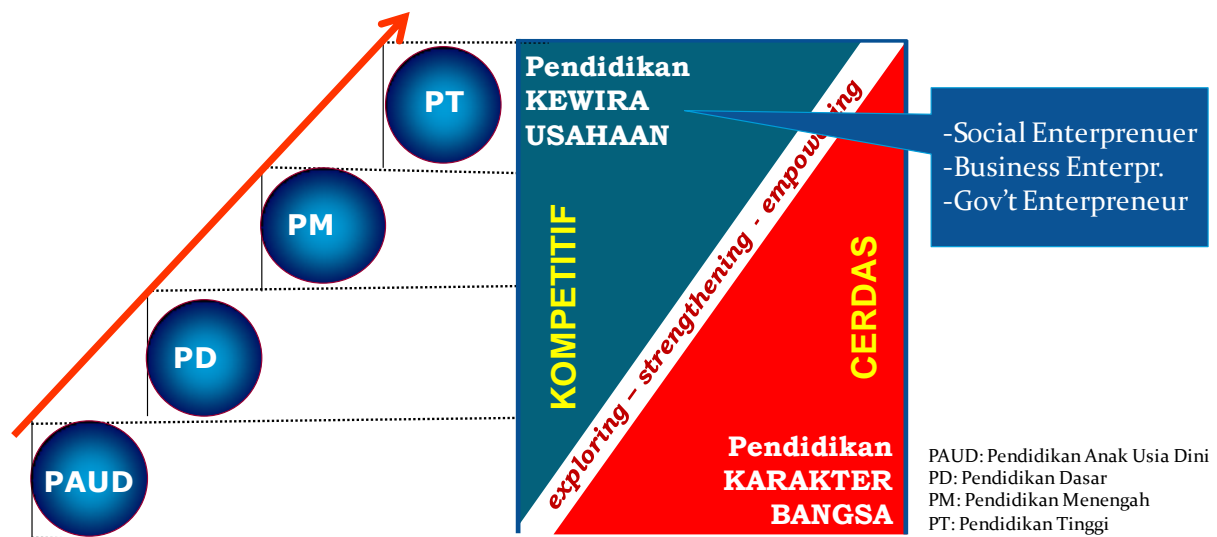 PT
PM
PD
PAUD
Pendidikan
KEWIRA
USAHAAN
KOMPETITIF
exploring – strengthening - empowering
CERDAS
Pendidikan
KARAKTER
BANGSA
-Social Enterprenuer
-Business Enterpr.
-Gov't Enterpreneur
PAUD: Pendidikan Anak Usia Dini
PD: Pendidikan Dasar
PM: Pendidikan Menengah
PT: Pendidikan Tinggi